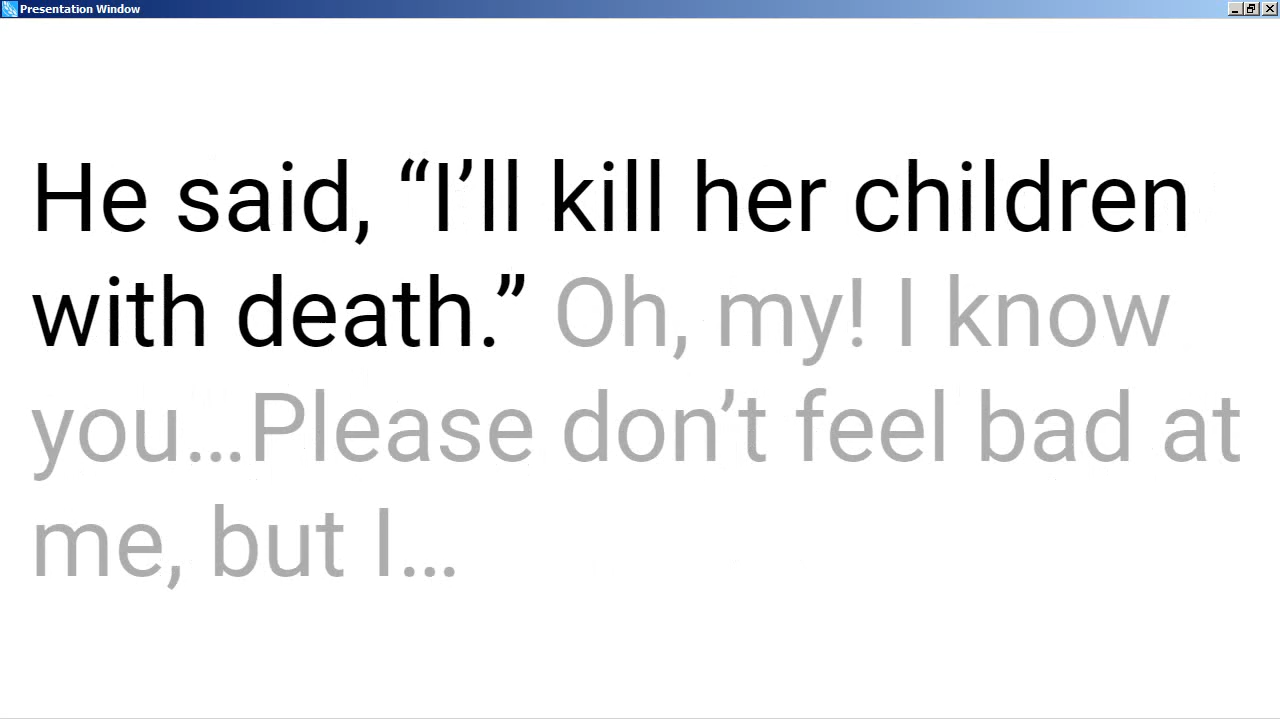 Presentation Window
He said, “I’ll kill her children
with death.” Oh, my! I know
you…Please don’t feel bad at
me, but I…